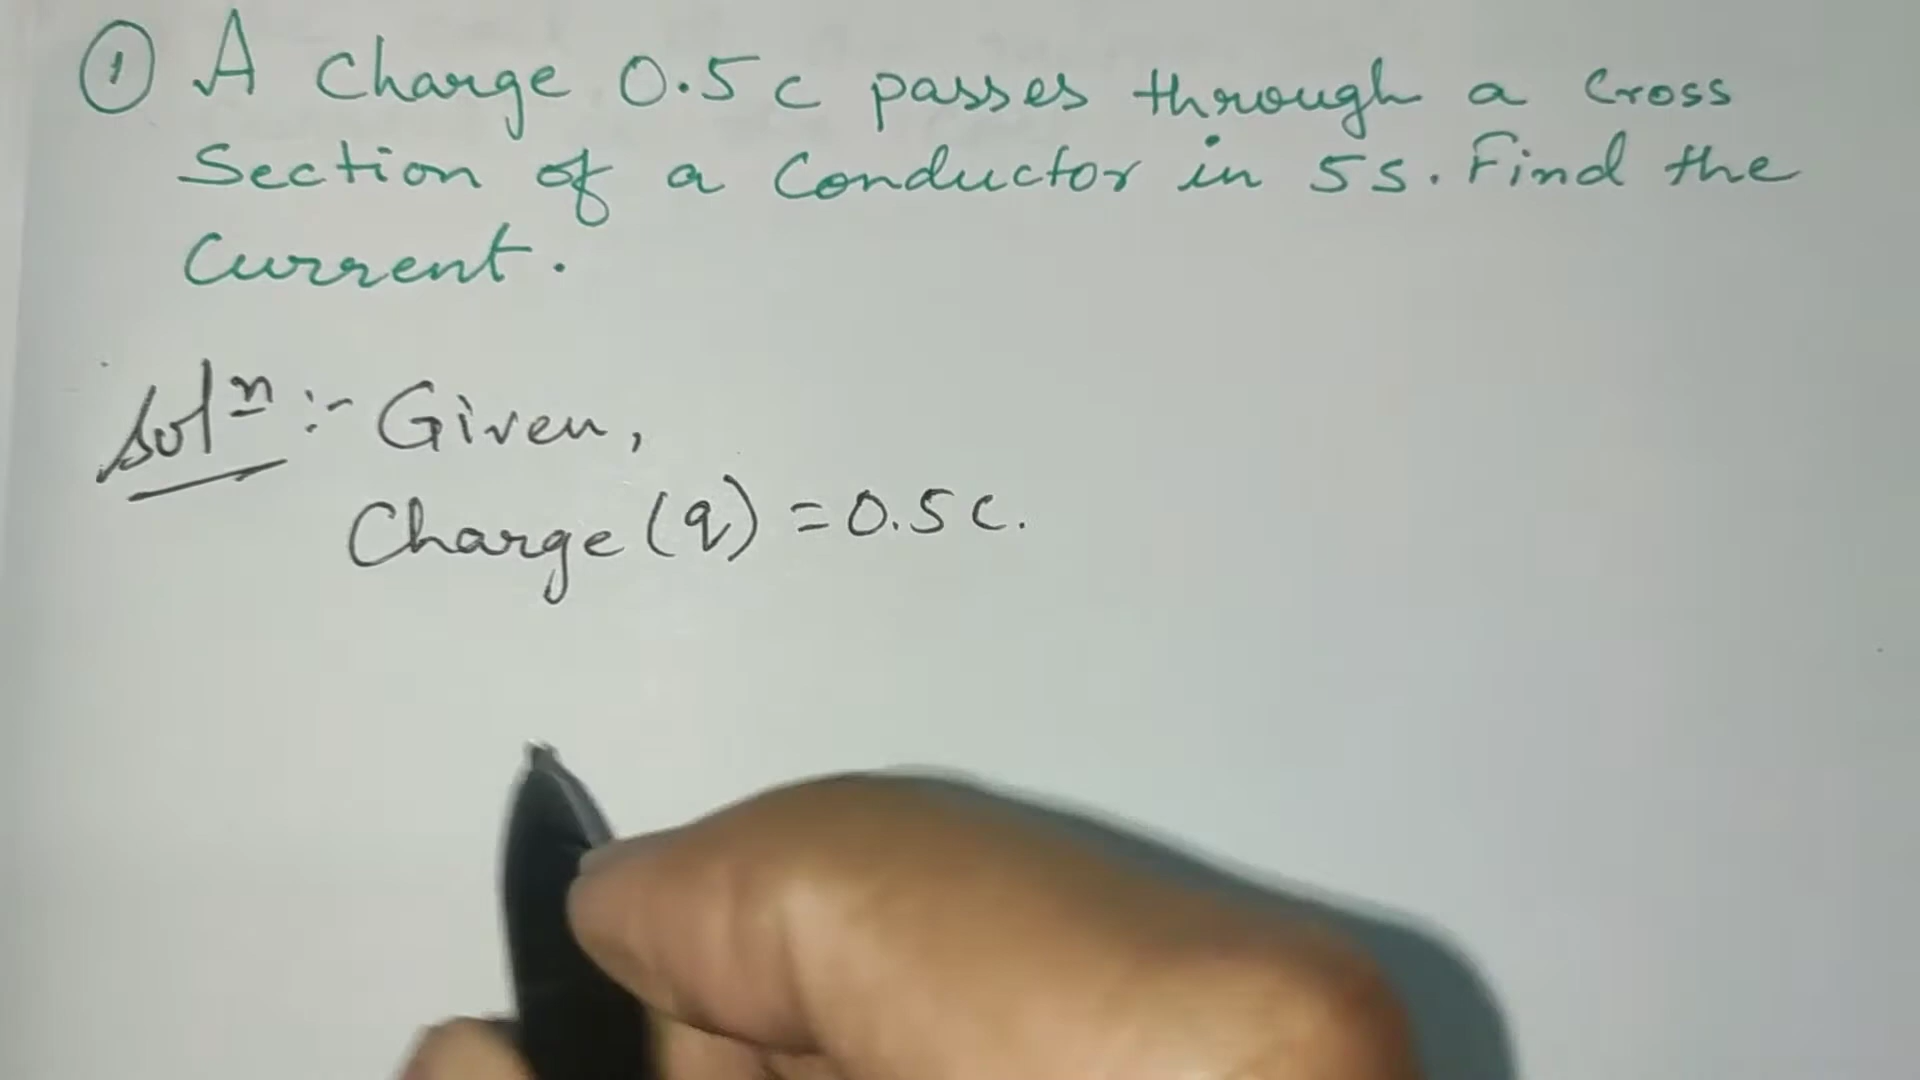 ① A Charge 0.5 c passes through a Cross
Section of a Conductor in 5s. Find the
Current.
Solⁿ :- Given,
Charge (q) = 0.5 c.